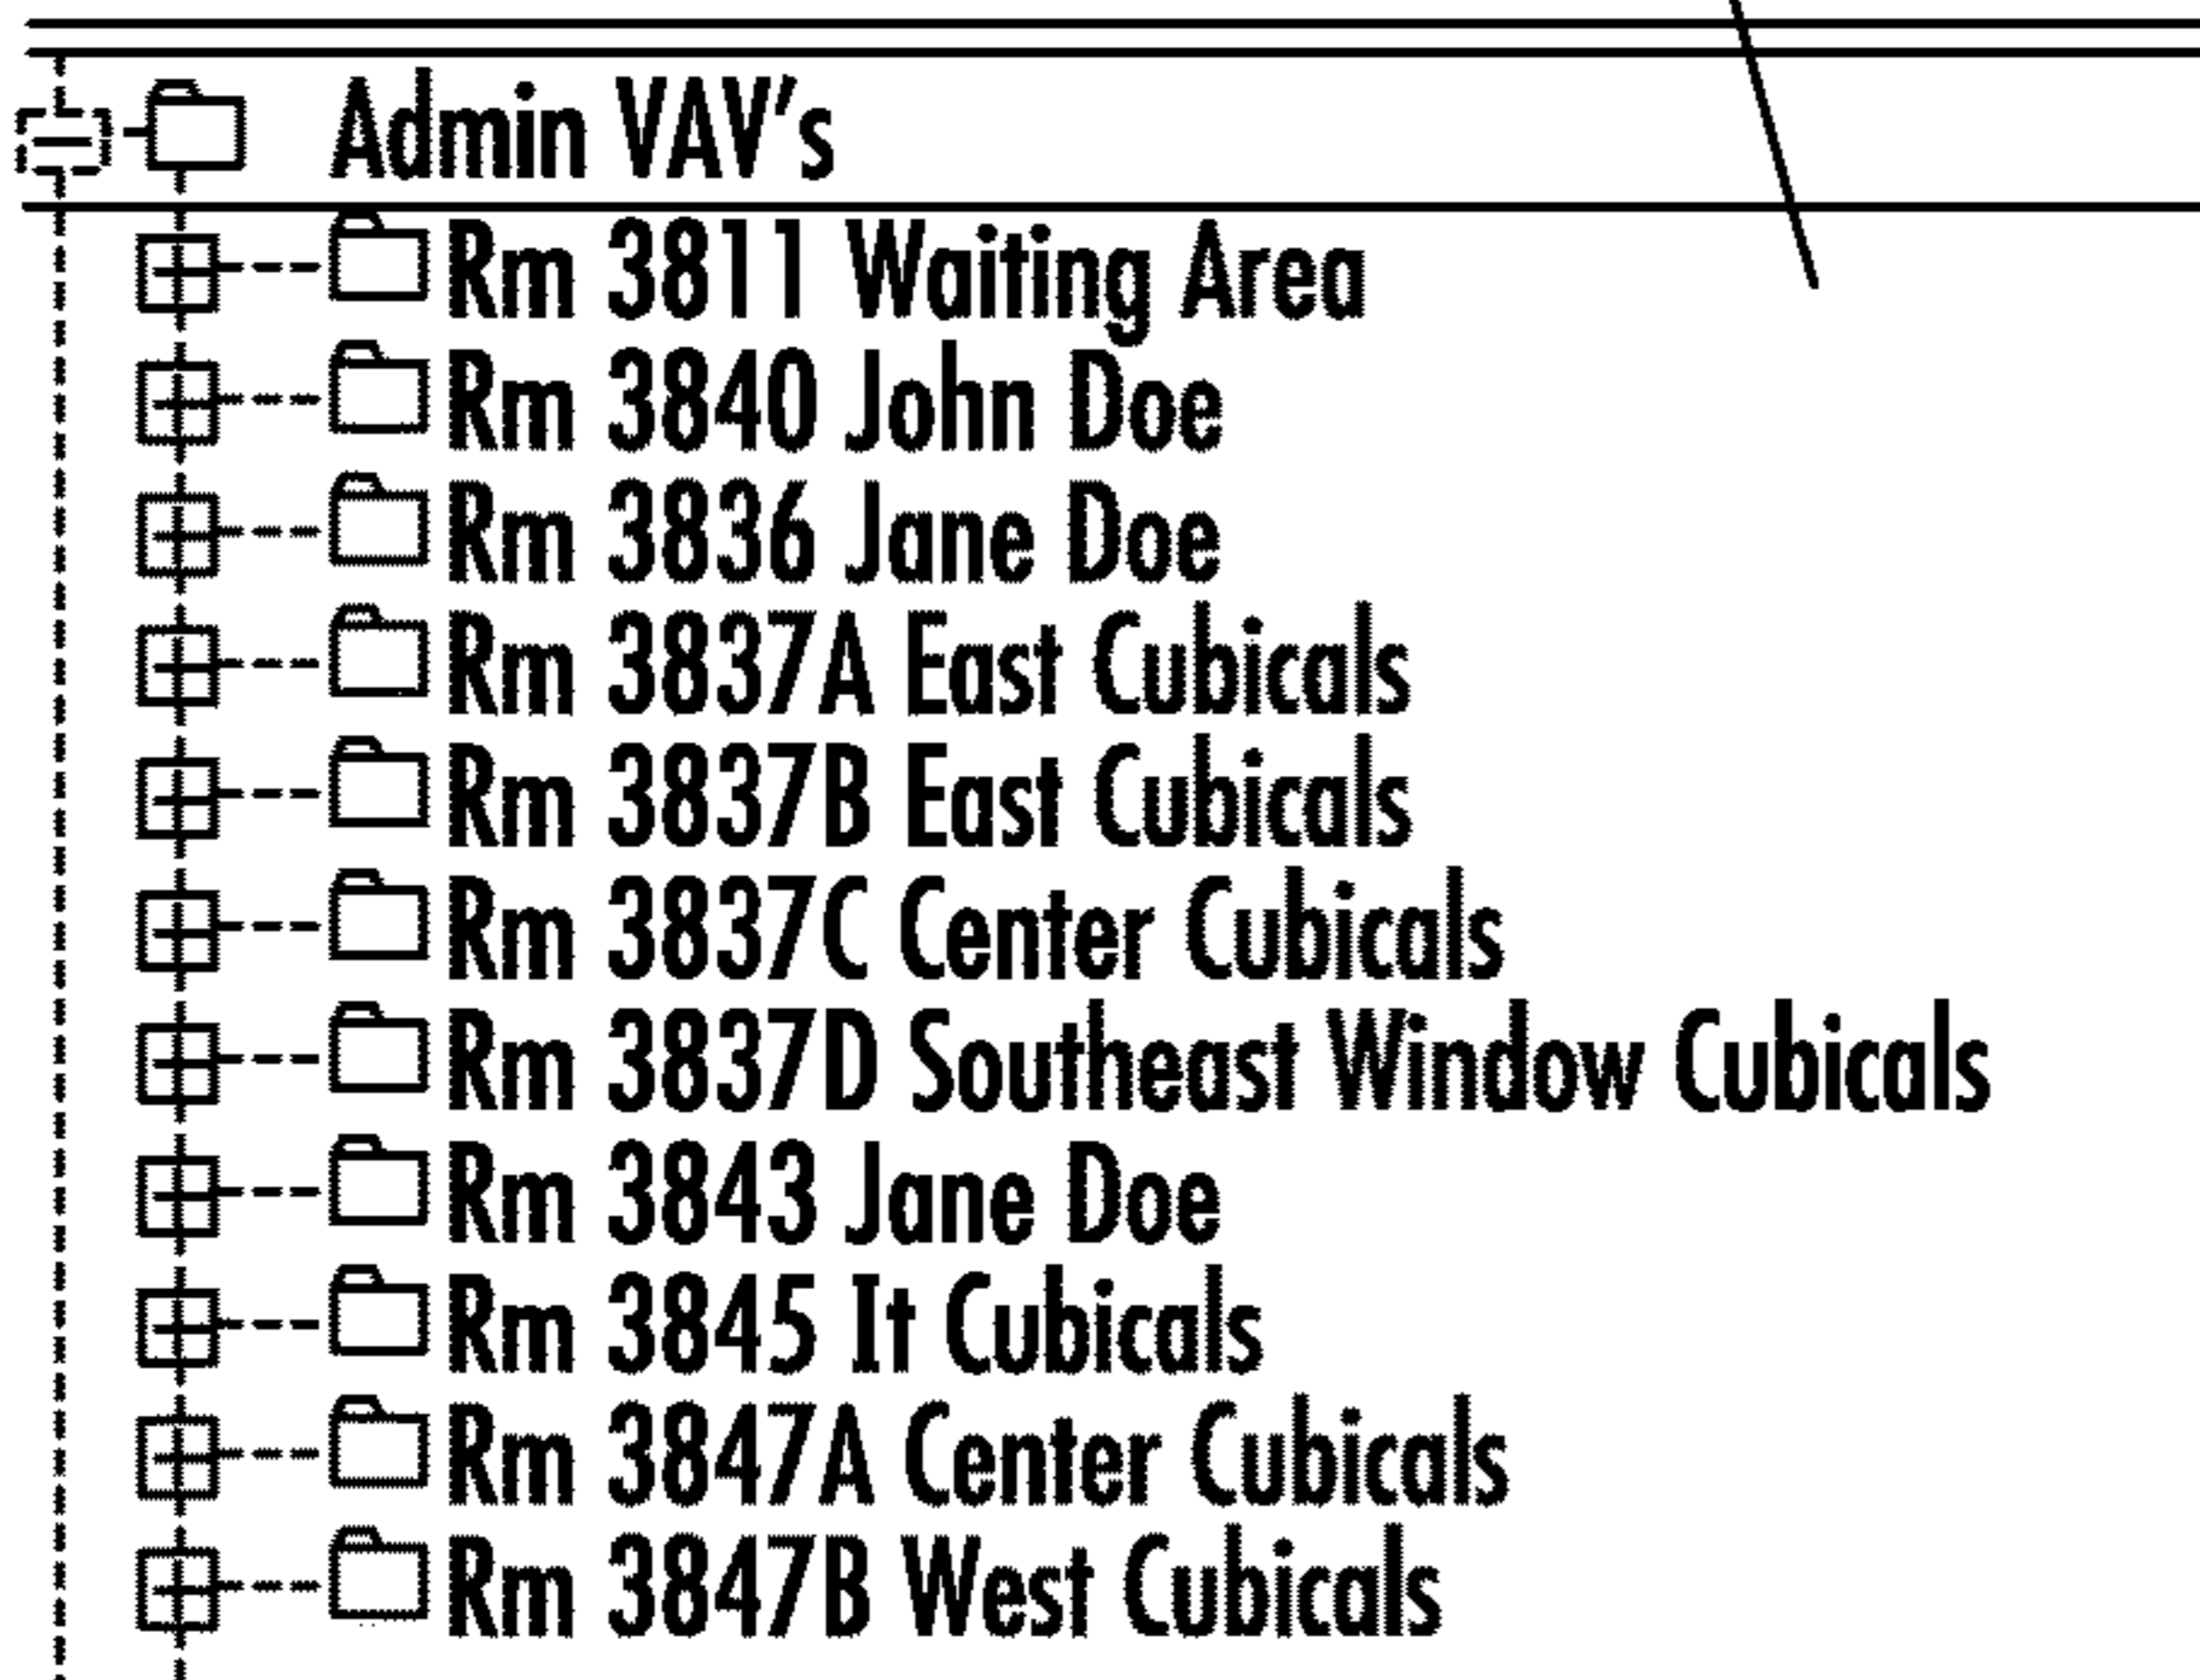 Admin VAV's
Rm 3811 Waiting Area
Rm 3840 John Doe
Rm 3836 Jane Doe
Rm 3837A East Cubicals
Rm 3837B East Cubicals
Rm 3837C Center Cubicals
Rm 3837D Southeast Window Cubicals
Rm 3843 Jane Doe
Rm 3845 It Cubicals
Rm 3847A Center Cubicals
Rm 3847B West Cubicals